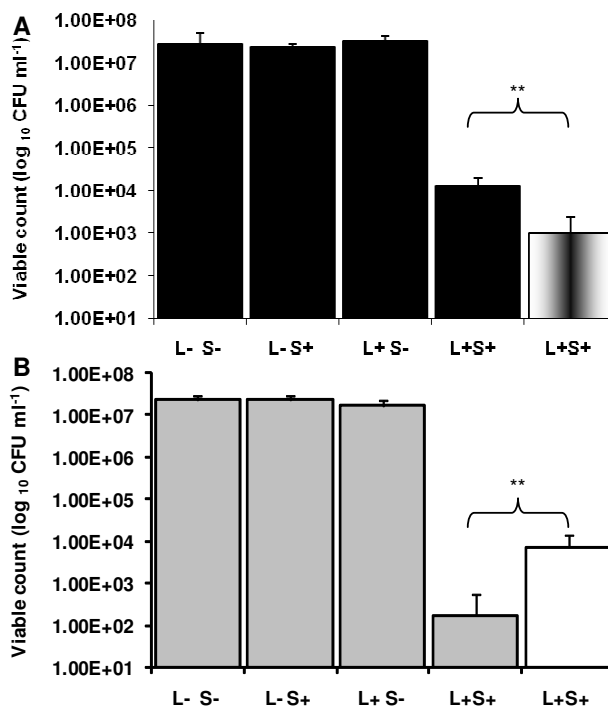 A
Viable count (log 10 CFU ml-1)
1.00E+08
1.00E+07
1.00E+06
1.00E+05
1.00E+04
1.00E+03
1.00E+02
1.00E+01
**
L- S- L- S+ L+ S- L+S+ L+S+
B
Viable count (log 10 CFU ml-1)
1.00E+08
1.00E+07
1.00E+06
1.00E+05
1.00E+04
1.00E+03
1.00E+02
1.00E+01
**
L- S- L- S+ L+ S- L+S+ L+S+